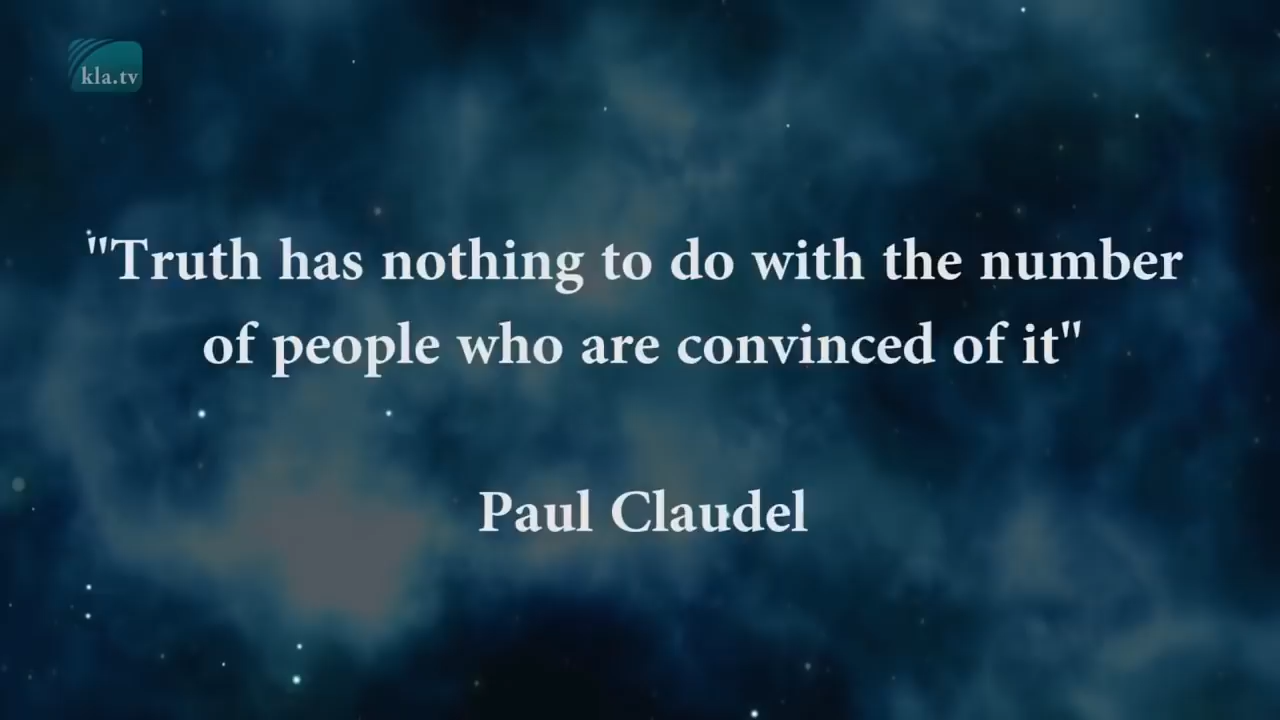 kla.tv
"Truth has nothing to do with the number
of people who are convinced of it"
Paul Claudel